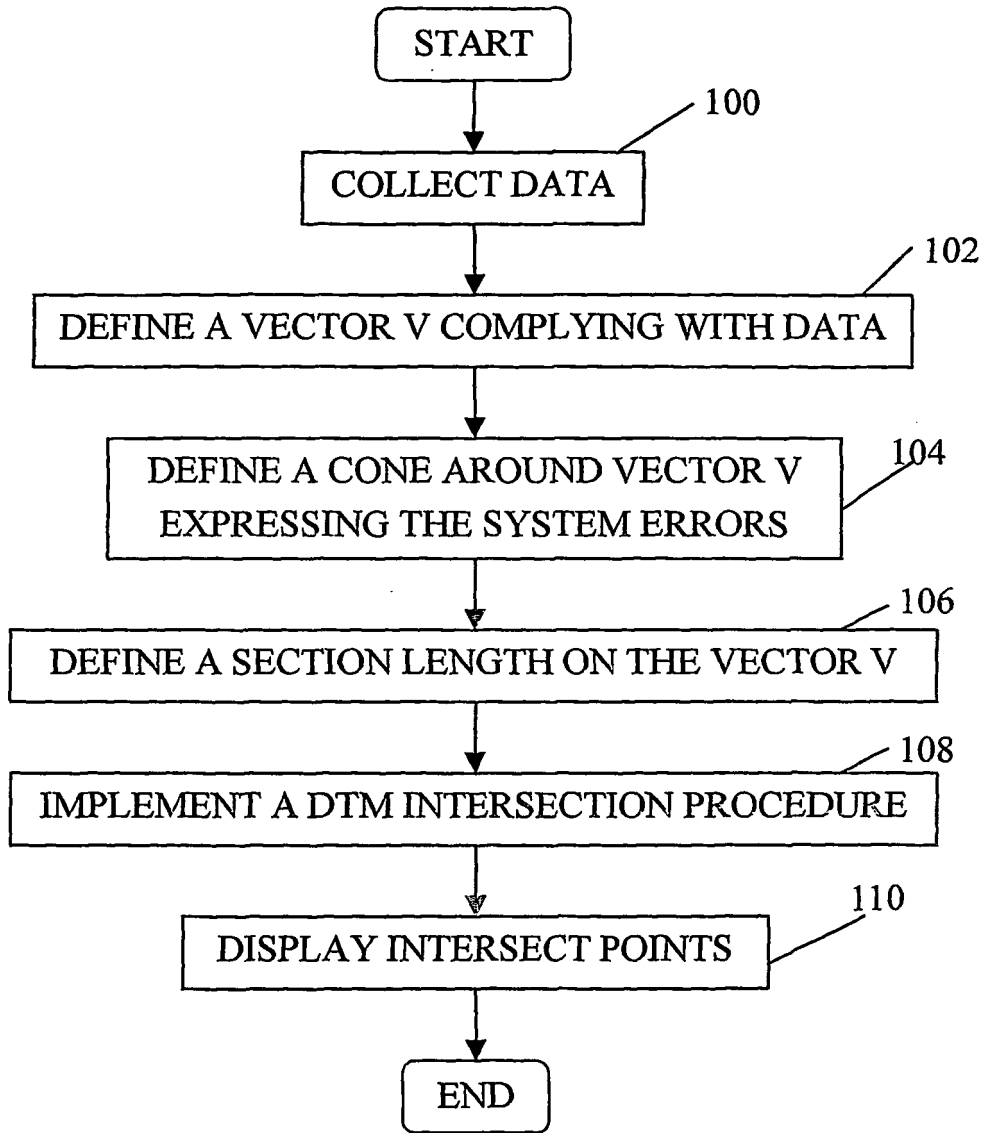 START
100
COLLECT DATA
102
DEFINE A VECTOR V COMPLYING WITH DATA
DEFINE A CONE AROUND VECTOR V
104
EXPRESSING THE SYSTEM ERRORS
106
DEFINE A SECTION LENGTH ON THE VECTOR V
108
IMPLEMENT A DTM INTERSECTION PROCEDURE
110
DISPLAY INTERSECT POINTS
END